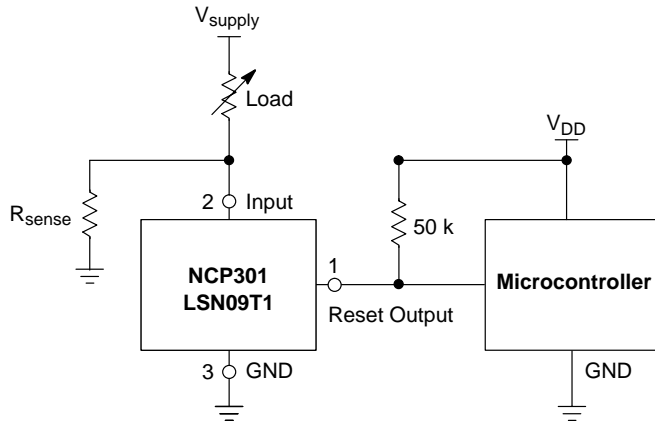 Vsupply
Load
VDD
Rsense
2 Input
50 k
NCP301
LSN09T1
1
Reset Output
Microcontroller
3 GND
GND